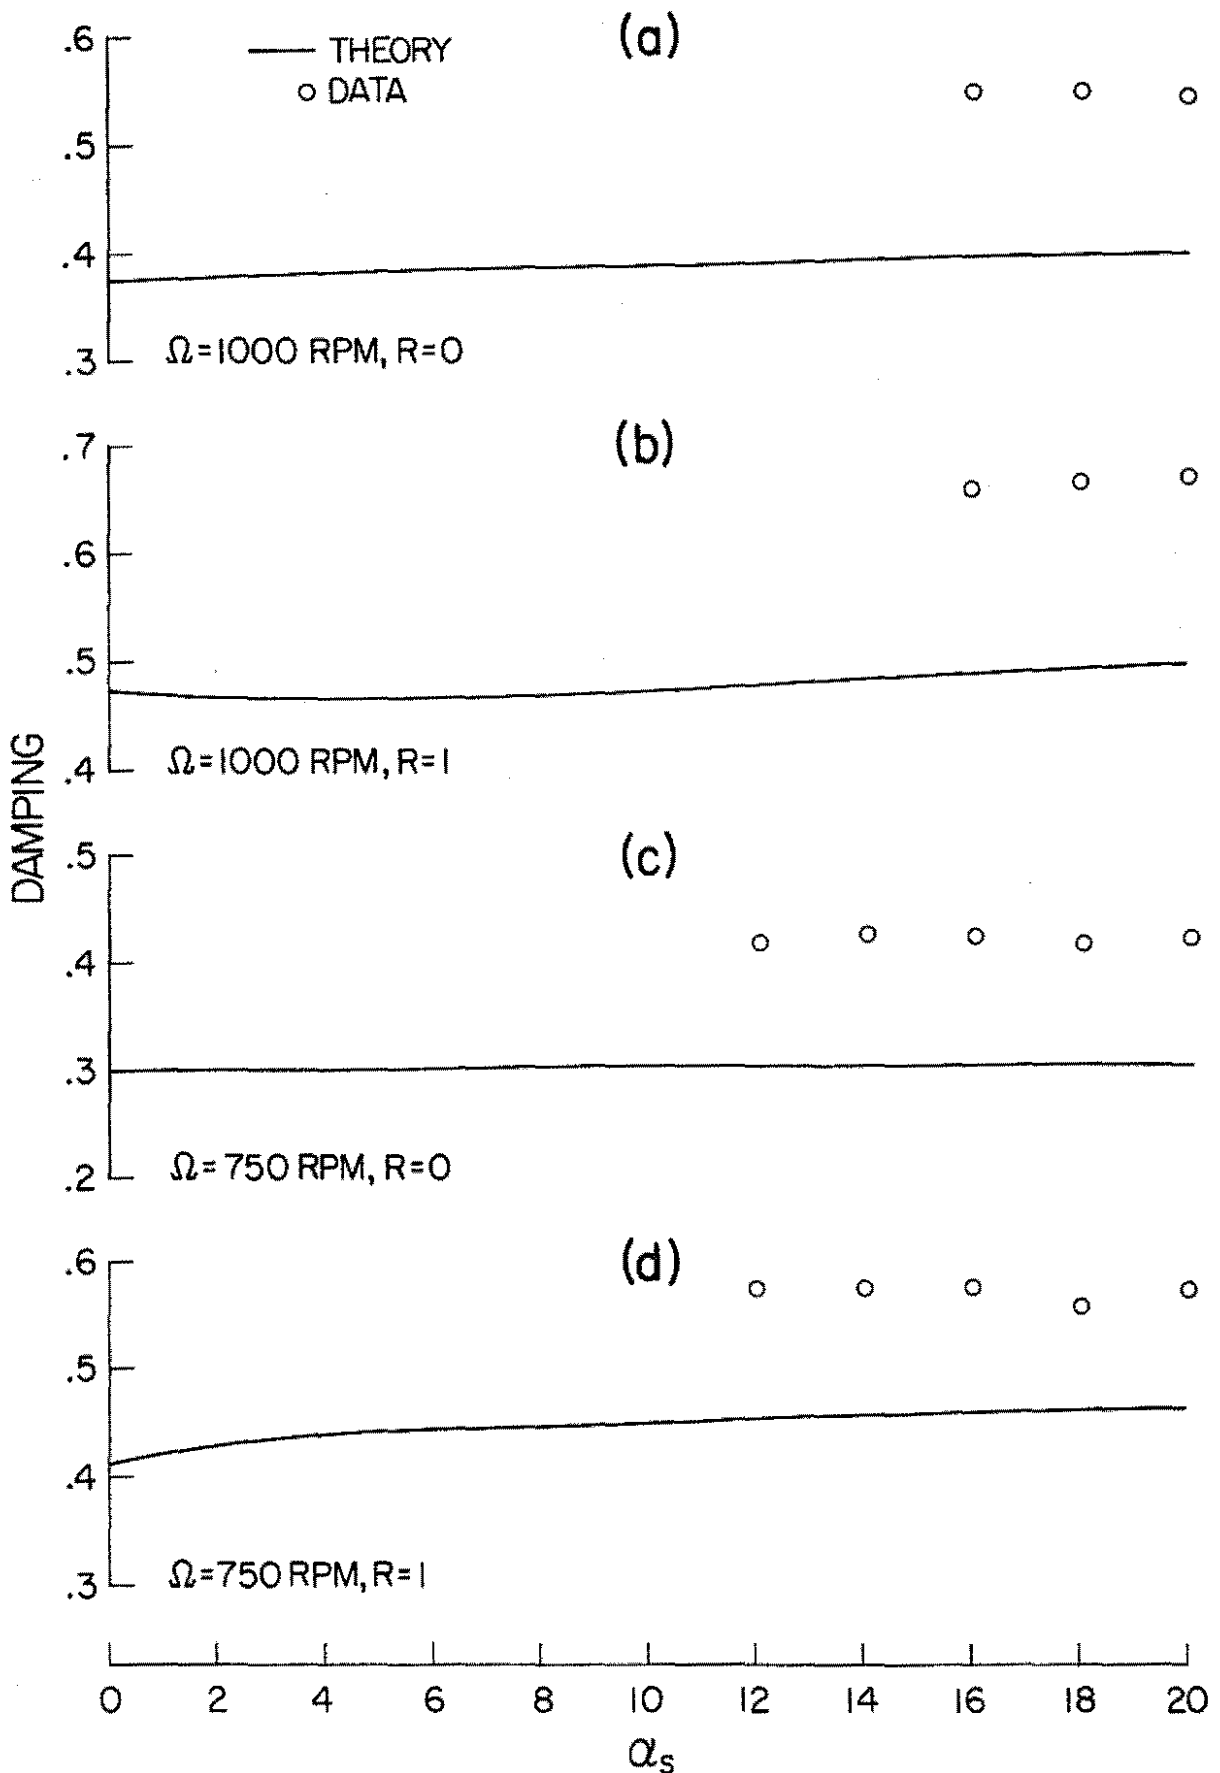 (a)
THEORY
DATA
.6
.5
.4
.3
Ω=1000 RPM, R=0
(b)
.7
.6
.5
.4
Ω=1000 RPM, R=1
DAMPING
(c)
.5
.4
.3
.2
Ω=750 RPM, R=0
(d)
.6
.5
.4
.3
Ω=750 RPM, R=1
0 2 4 6 8 10 12 14 16 18 20
αs